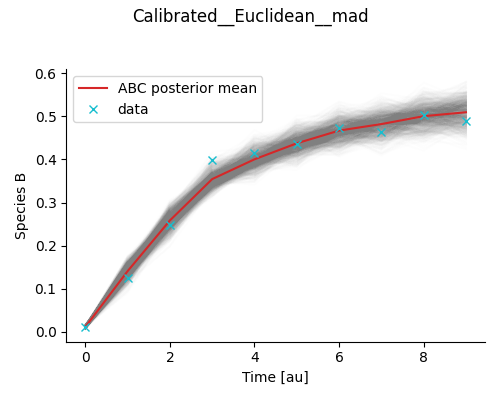 Calibrated__Euclidean__mad
ABC posterior mean
data
Species B
0.6
0.5
0.4
0.3
0.2
0.1
0.0
0 2 4 6 8
Time [au]